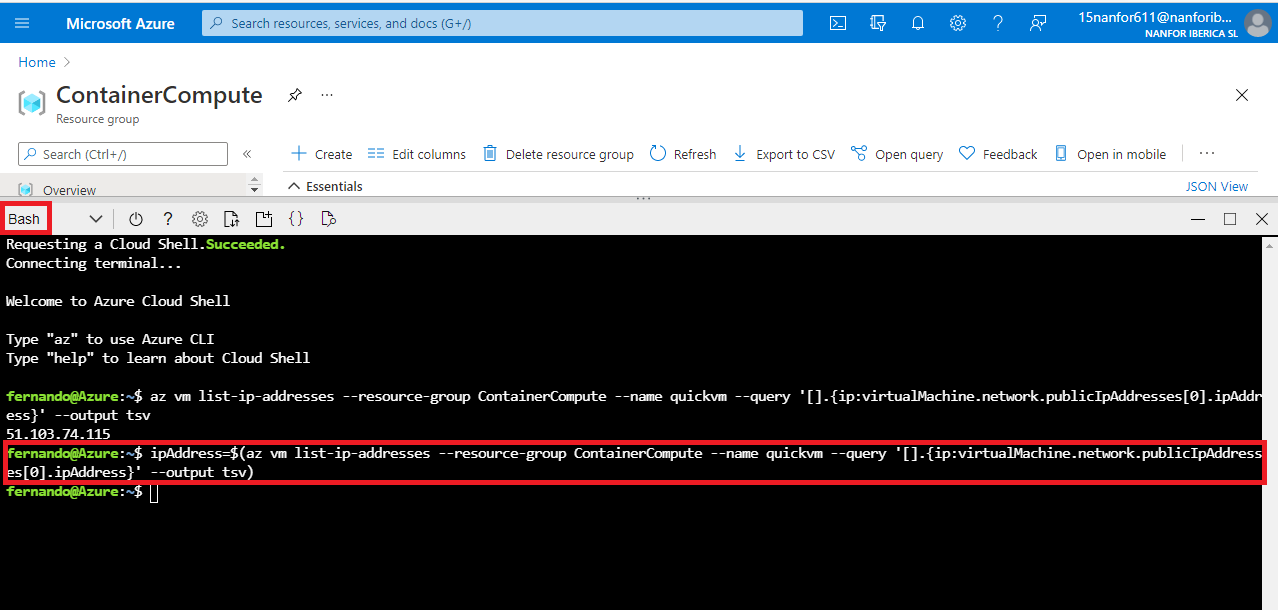 Microsoft Azure
Search resources, services, and docs (G+/)
15nanfor611@nanforib...
NANFOR IBERICA SL
Home
ContainerCompute
...
Resource group
Search (Ctrl+/)
Create
Edit columns
Delete resource group
Refresh
Export to CSV
Open query
Feedback
Open in mobile
...
Overview
Essentials
JSON View
Bash
Requesting a Cloud Shell.Succeeded.
Connecting terminal...
Welcome to Azure Cloud Shell
Type "az" to use Azure CLI
Type "help" to learn about Cloud Shell
fernando@Azure:~$ az vm list-ip-addresses --resource-group ContainerCompute --name quickvm --query '[].{ip:virtualMachine.network.publicIpAddresses[0].ipAddr
ess}' --output tsv
51.103.74.115
fernando@Azure:~$ ipAddress=$(az vm list-ip-addresses --resource-group ContainerCompute --name quickvm --query '[].{ip:virtualMachine.network.publicIpAddress
es[0].ipAddress}' --output tsv)
fernando@Azure:~$